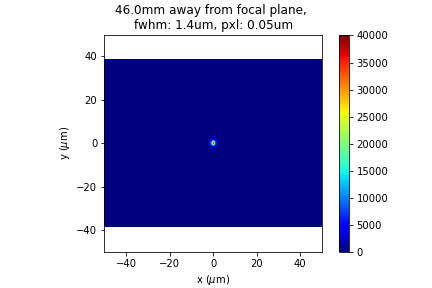 46.0mm away from focal plane,
fwhm: 1.4um, pxl: 0.05um
40
20
0
−20
−40
y (μm)
−40 −20 0 20 40
x (μm)
40000
35000
30000
25000
20000
15000
10000
5000
0